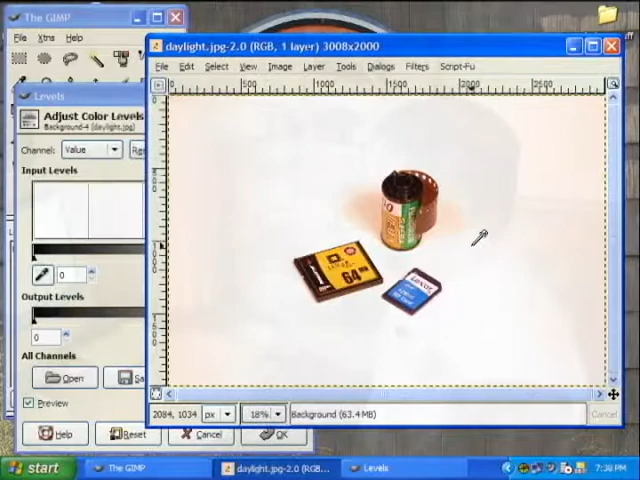 The GIMP
File Xtns Help
Levels
Adjust Color Levels
Background-4 (daylight.jpg)
Channel: Value
Input Levels
0
Output Levels
0
All Channels
Open
Preview
Help Reset Cancel OK
daylight.jpg-2.0 (RGB, 1 layer) 3008x2000
File Edit Select View Image Layer Tools Dialogs Filters Script-Fu
0 500 1000 1500 2000 2500
64
Lexar
2084, 1034 px 18% Background (63.4 MB) Cancel
start The GIMP daylight.jpg-2.0 (RGB... Levels 7:38 PM